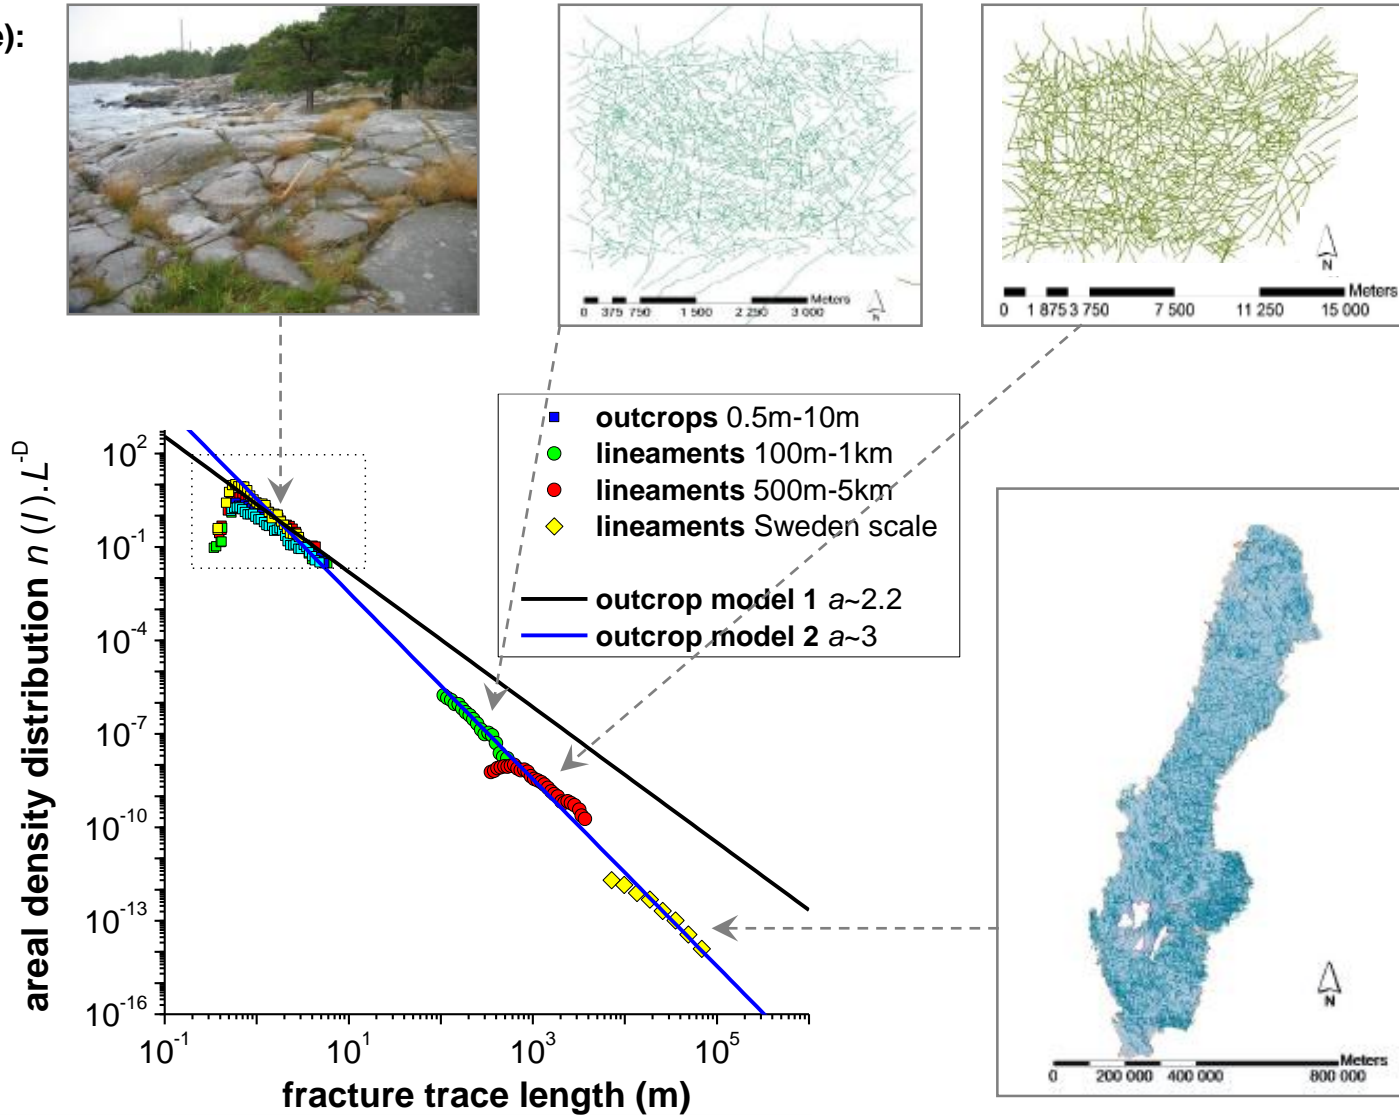 e):
Meters
0 375 750 1 500 2 250 3 000
N
Meters
0 1 875 3 750 7 500 11 250 15 000
N
outcrops 0.5m-10m
lineaments 100m-1km
lineaments 500m-5km
lineaments Sweden scale
outcrop model 1 a~2.2
outcrop model 2 a~3
areal density distribution n (l).L^-D
10^2
10^-1
10^-4
10^-7
10^-10
10^-13
10^-16
10^-1 10^1 10^3 10^5
fracture trace length (m)
N
Meters
0 200 000 400 000 800 000